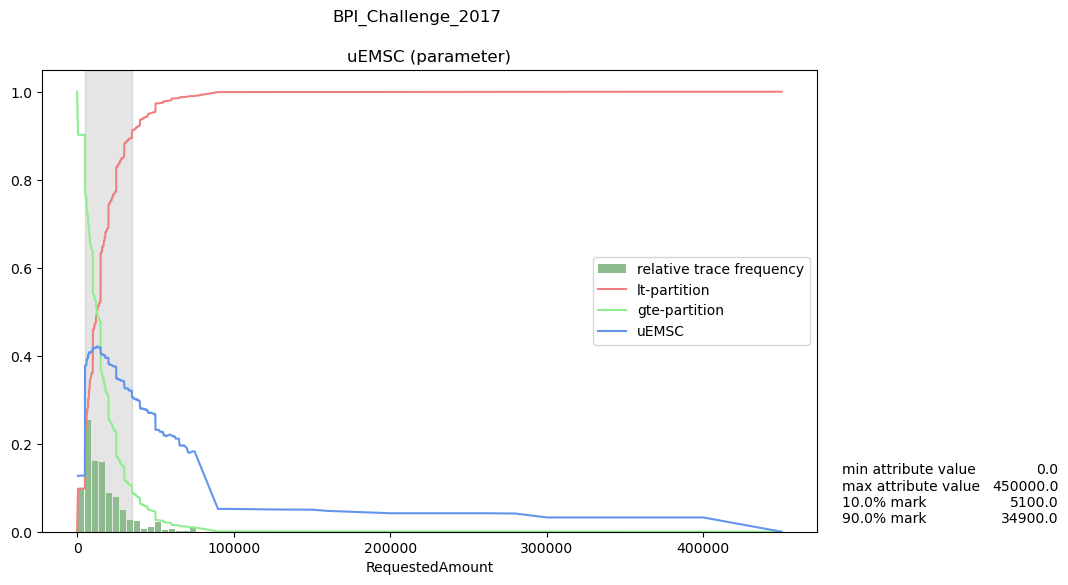 BPI_Challenge_2017
uEMSC (parameter)
1.0
0.8
0.6
0.4
0.2
0.0
relative trace frequency
lt-partition
gte-partition
uEMSC
0 100000 200000 300000 400000
RequestedAmount
min attribute value 0.0
max attribute value 450000.0
10.0% mark 5100.0
90.0% mark 34900.0